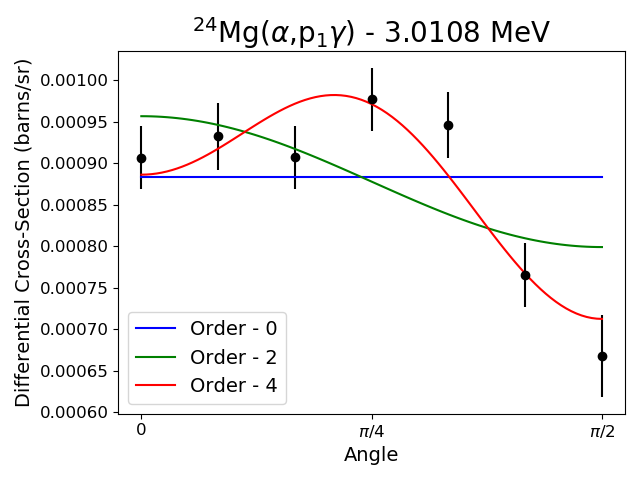 ²⁴Mg(α,p₁γ) - 3.0108 MeV
Differential Cross-Section (barns/sr)
0.00100
0.00095
0.00090
0.00085
0.00080
0.00075
0.00070
0.00065
0.00060
Order - 0
Order - 2
Order - 4
0 π/4 π/2
Angle